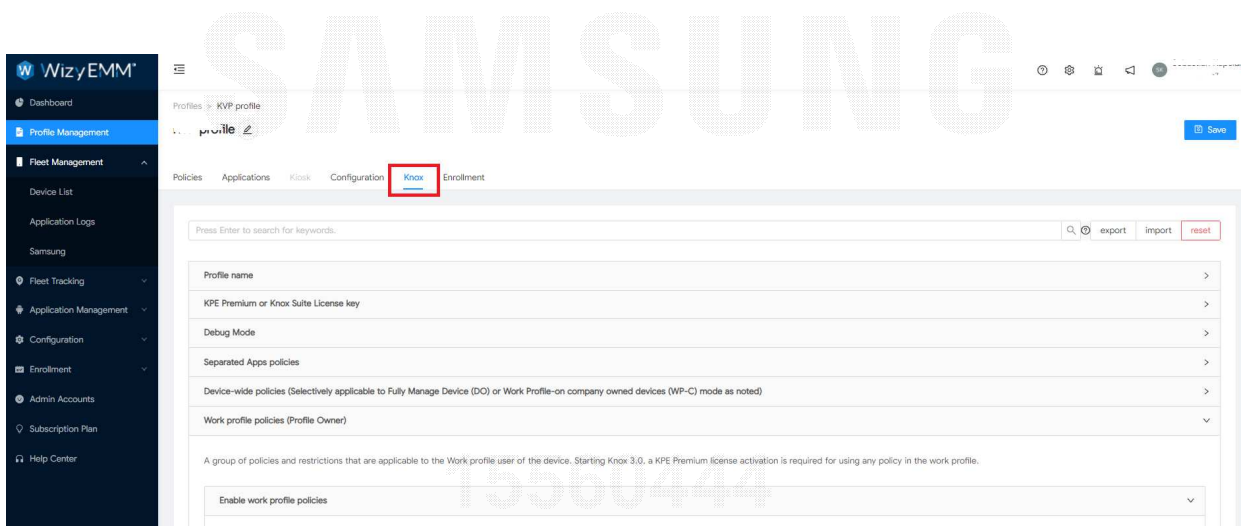 SAMSUNG
WizyEMM
Dashboard
Profile Management
Fleet Management
Device List
Application Logs
Samsung
Fleet Tracking
Application Management
Configuration
Enrollment
Admin Accounts
Subscription Plan
Help Center
SK
Profiles > KVP profile
profile
Save
Policies Applications Kiosk Configuration Knox Enrollment
Press Enter to search for keywords. export import reset
Profile name
KPE Premium or Knox Suite License key
Debug Mode
Separated Apps policies
Device-wide policies (Selectively applicable to Fully Manage Device (DO) or Work Profile-on company owned devices (WP-C) mode as noted)
Work profile policies (Profile Owner)
A group of policies and restrictions that are applicable to the Work profile user of the device. Starting Knox 3.0, a KPE Premium license activation is required for using any policy in the work profile.
15560444
Enable work profile policies